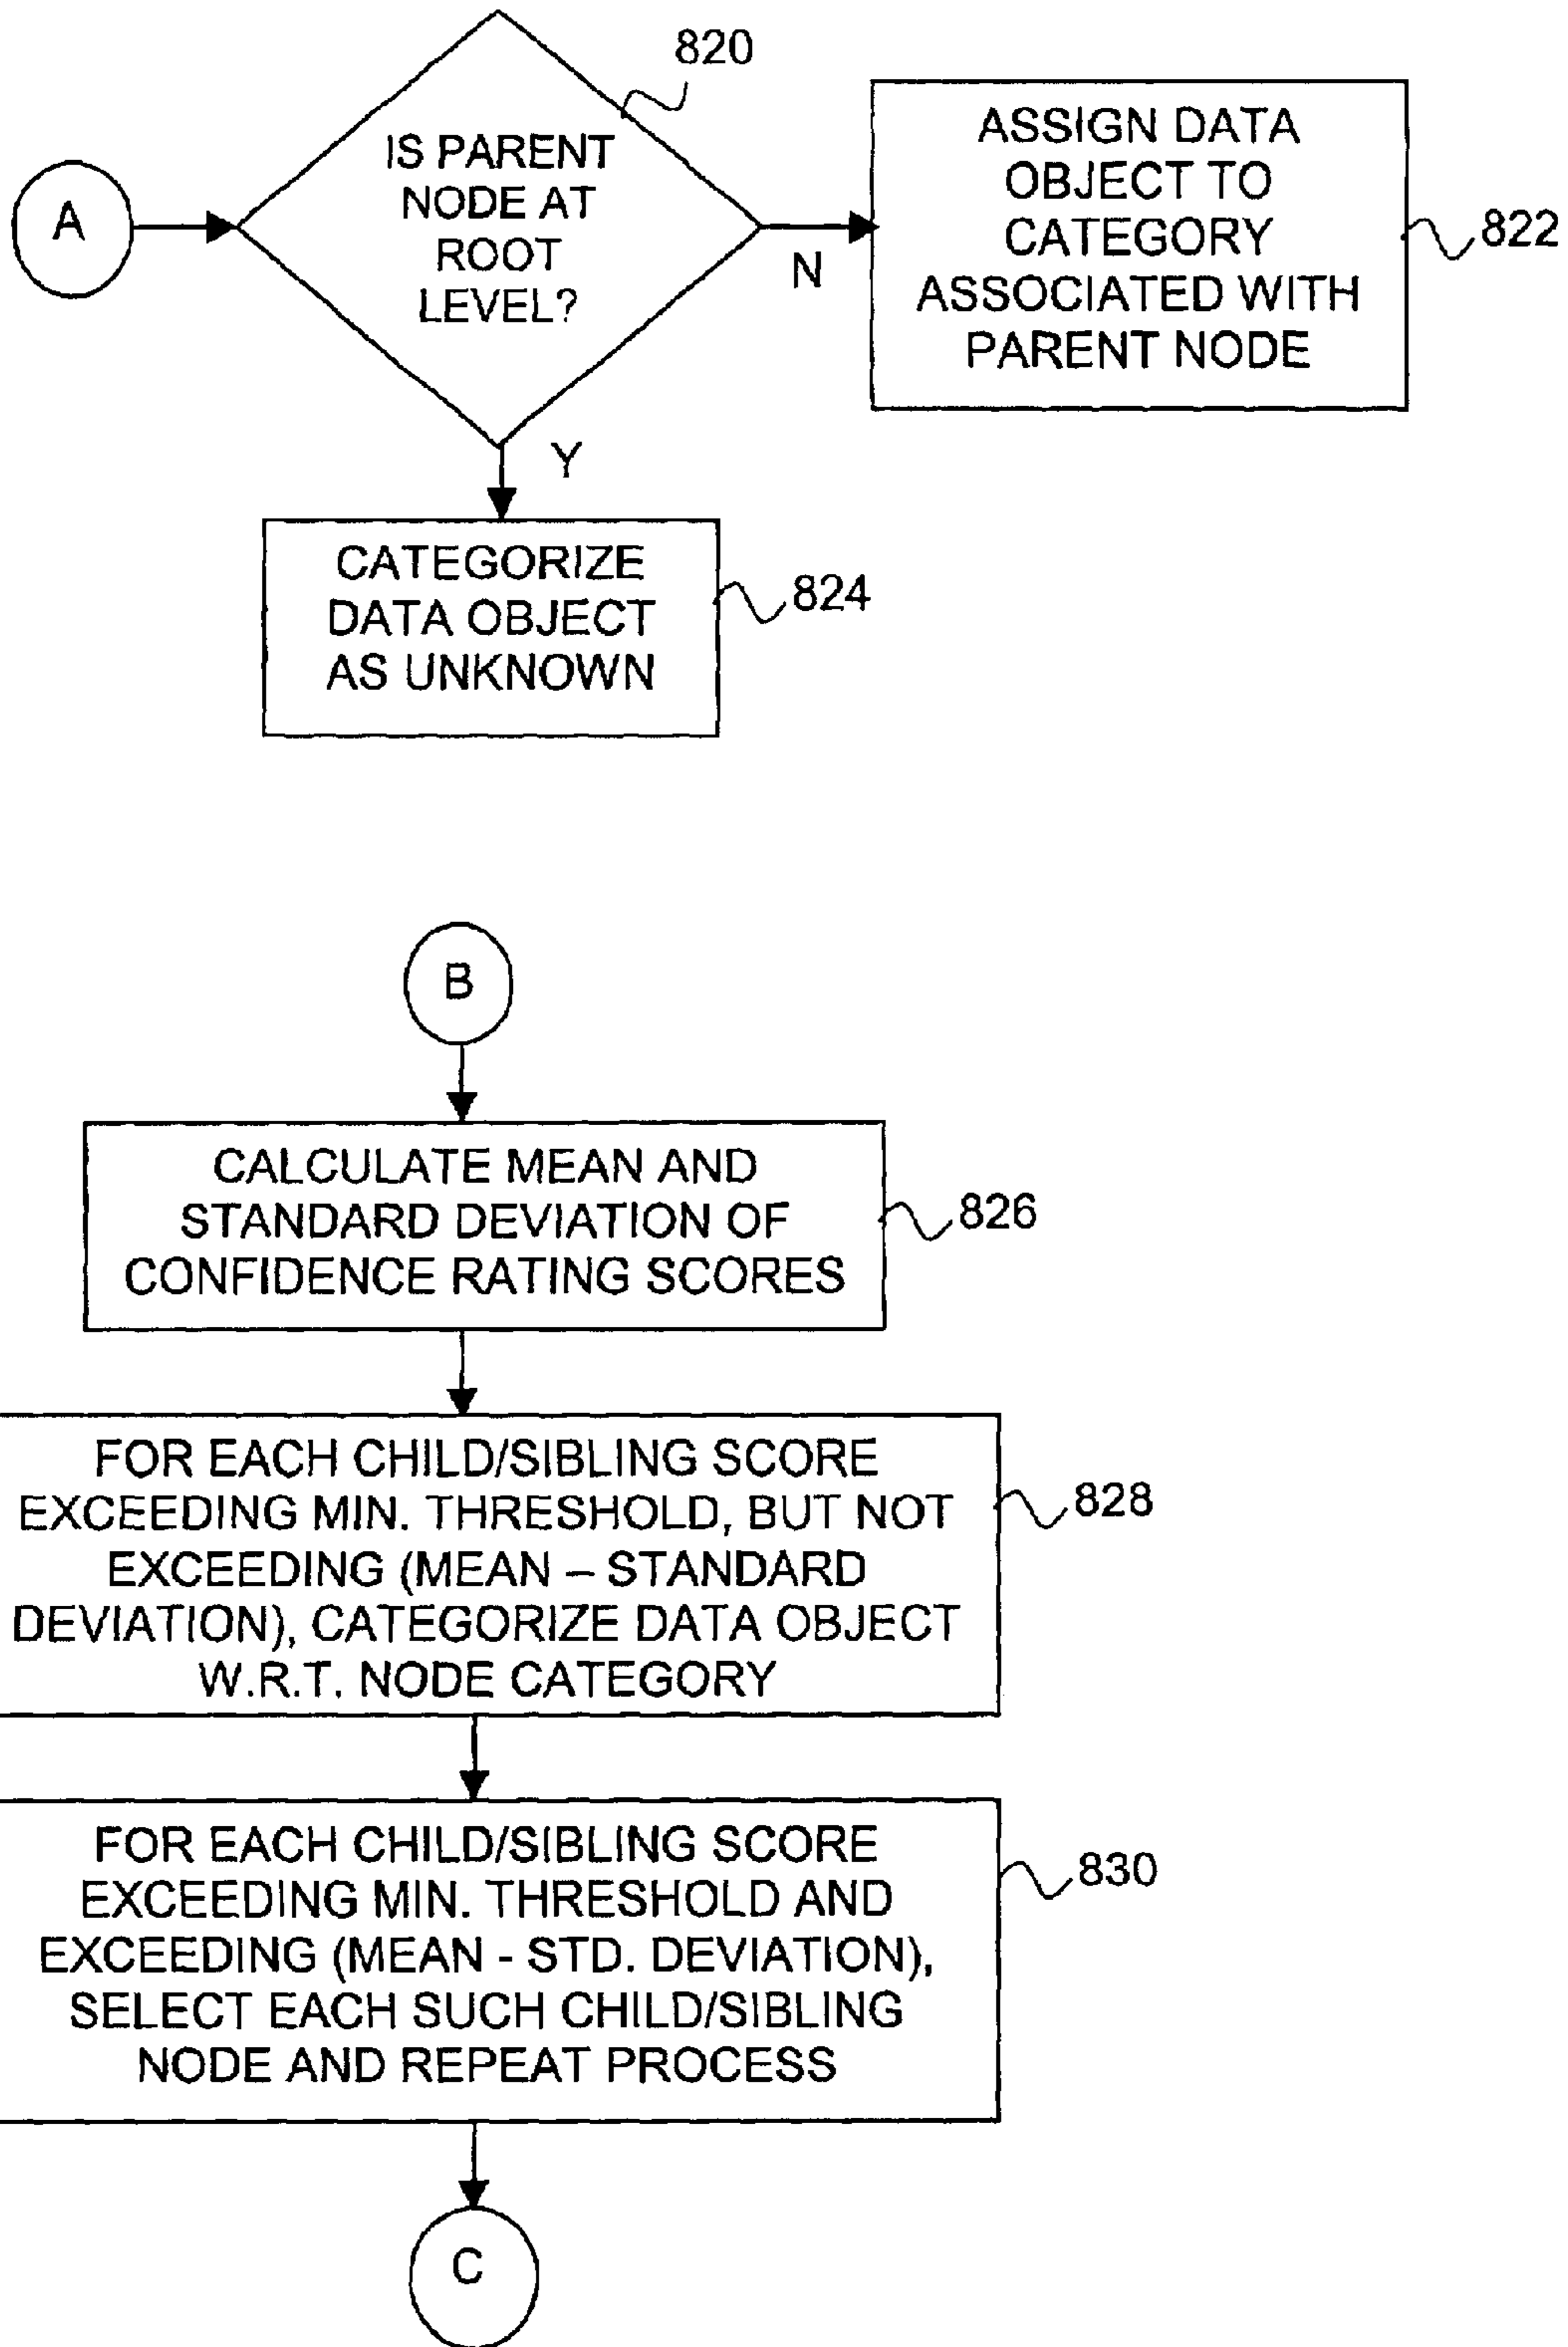 820
A
IS PARENT
NODE AT
ROOT
LEVEL?
N
ASSIGN DATA
OBJECT TO
CATEGORY
ASSOCIATED WITH
PARENT NODE
822
Y
CATEGORIZE
DATA OBJECT
AS UNKNOWN
824
B
CALCULATE MEAN AND
STANDARD DEVIATION OF
CONFIDENCE RATING SCORES
826
FOR EACH CHILD/SIBLING SCORE
EXCEEDING MIN. THRESHOLD, BUT NOT
EXCEEDING (MEAN – STANDARD
DEVIATION), CATEGORIZE DATA OBJECT
W.R.T. NODE CATEGORY
828
FOR EACH CHILD/SIBLING SCORE
EXCEEDING MIN. THRESHOLD AND
EXCEEDING (MEAN - STD. DEVIATION),
SELECT EACH SUCH CHILD/SIBLING
NODE AND REPEAT PROCESS
830
C